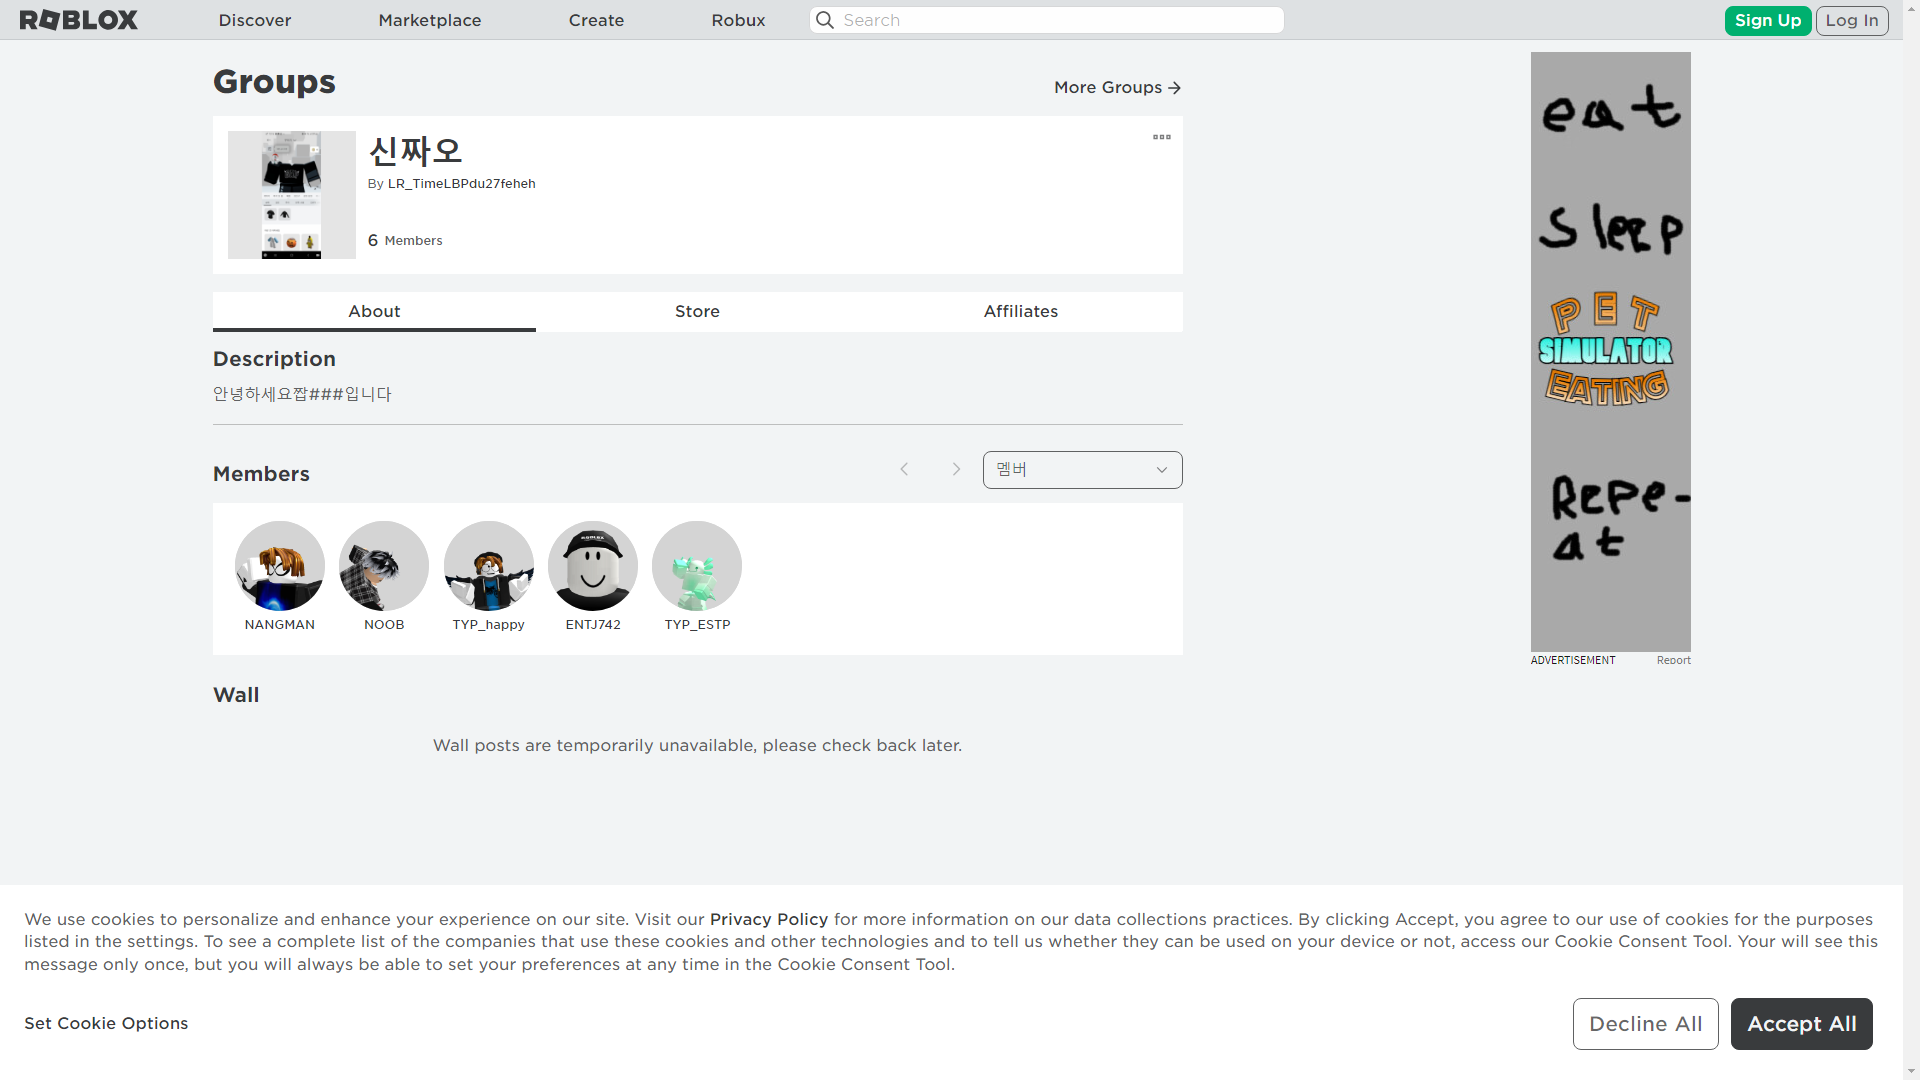 ROBLOX
Discover
Marketplace
Create
Robux
Search
Sign Up
Log In
Groups
More Groups
신짜오
By LR_TimeLBPdu27feheh
6 Members
About
Store
Affiliates
Description
안녕하세요짭###입니다
Members
멤버
NANGMAN
NOOB
TYP_happy
ENTJ742
TYP_ESTP
Wall
Wall posts are temporarily unavailable, please check back later.
eat
sleep
PET
SIMULATOR
EATING
Repe-
at
ADVERTISEMENT
Report
We use cookies to personalize and enhance your experience on our site. Visit our Privacy Policy for more information on our data collections practices. By clicking Accept, you agree to our use of cookies for the purposes
listed in the settings. To see a complete list of the companies that use these cookies and other technologies and to tell us whether they can be used on your device or not, access our Cookie Consent Tool. Your will see this
message only once, but you will always be able to set your preferences at any time in the Cookie Consent Tool.
Set Cookie Options
Decline All
Accept All